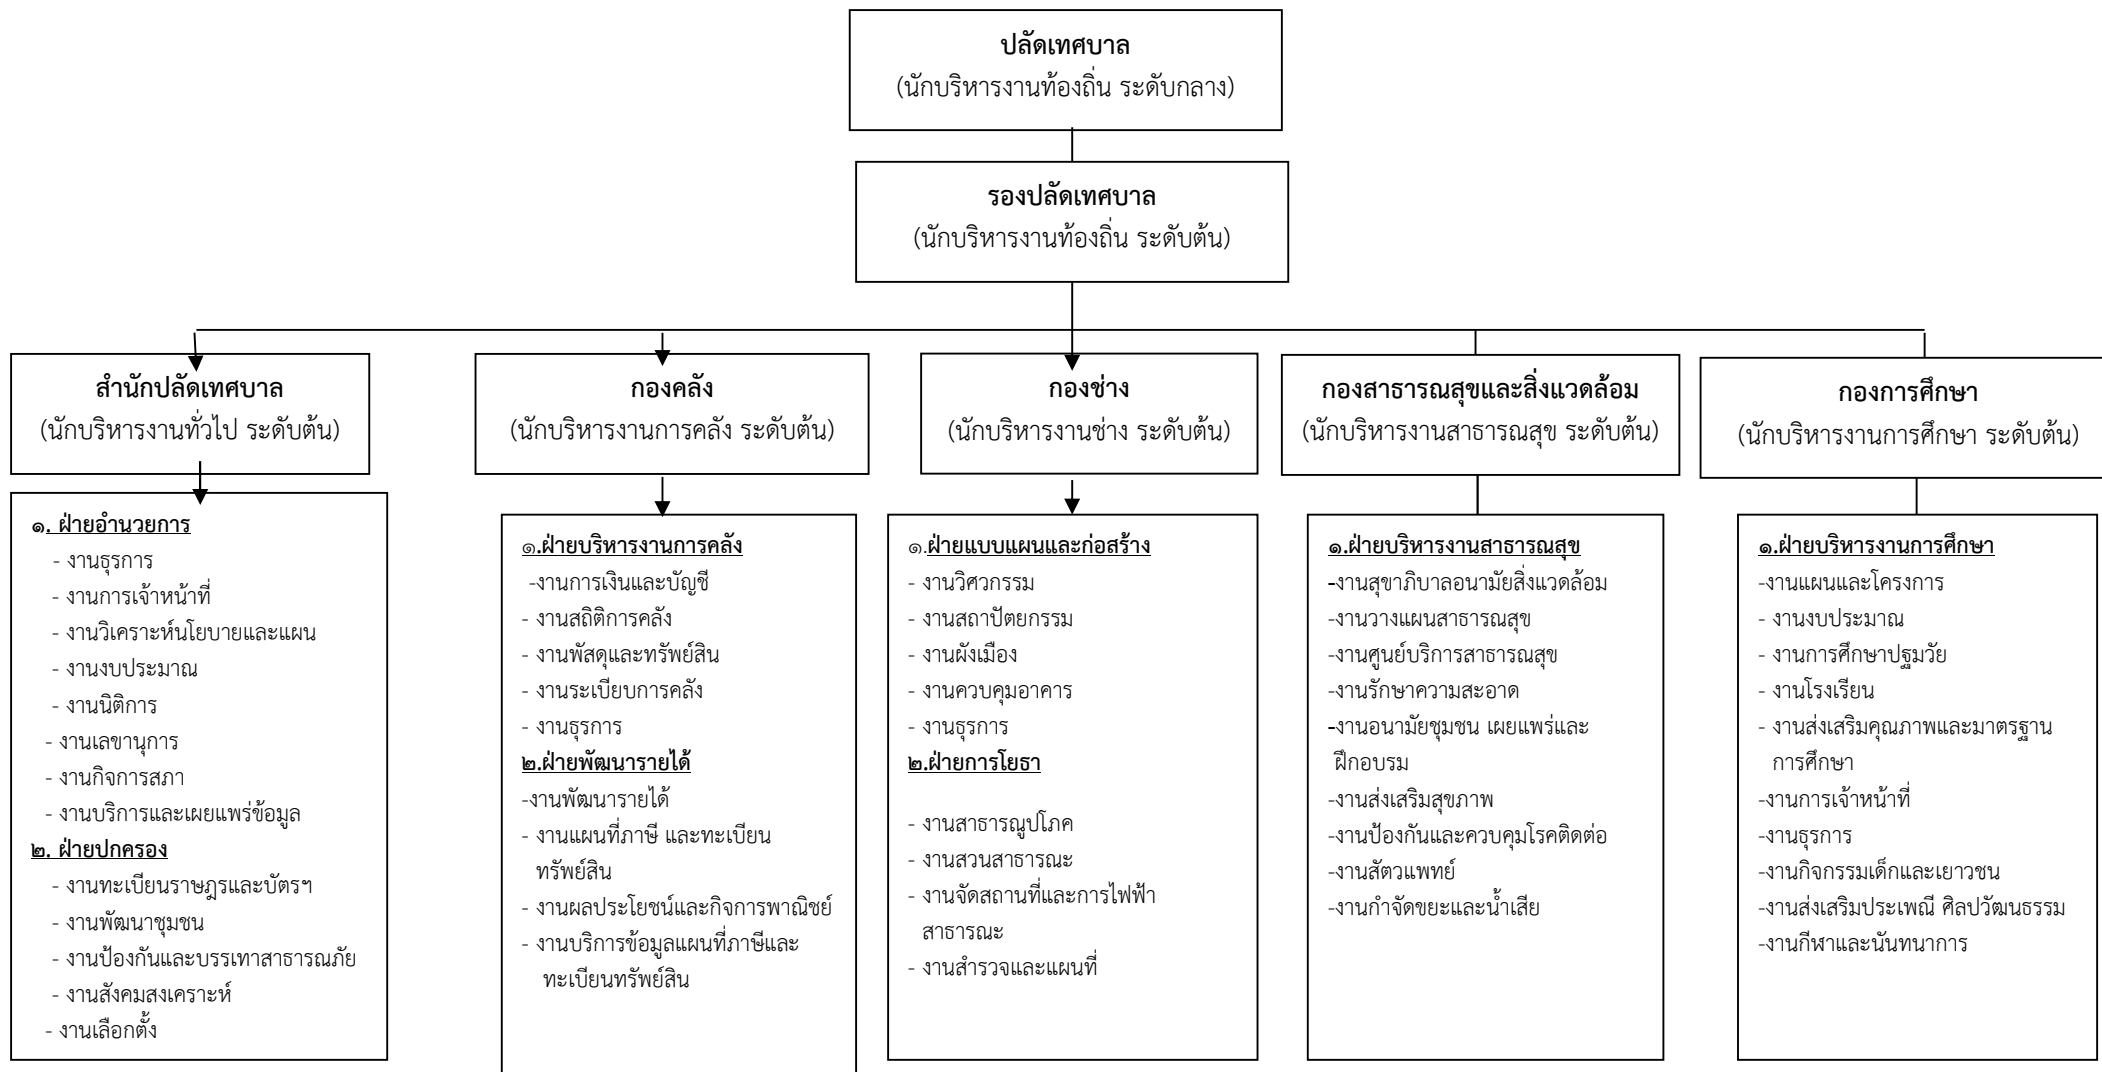 ปลัดเทศบาล
(นักบริหารงานท้องถิ่น ระดับกลาง)
รองปลัดเทศบาล
(นักบริหารงานท้องถิ่น ระดับต้น)
สำนักปลัดเทศบาล
(นักบริหารงานทั่วไป ระดับต้น)
กองคลัง
(นักบริหารงานการคลัง ระดับต้น)
กองช่าง
(นักบริหารงานช่าง ระดับต้น)
กองสาธารณสุขและสิ่งแวดล้อม
(นักบริหารงานสาธารณสุข ระดับต้น)
กองการศึกษา
(นักบริหารงานการศึกษา ระดับต้น)
๑. ฝ่ายอำนวยการ
- งานธุรการ
- งานการเจ้าหน้าที่
- งานวิเคราะห์นโยบายและแผน
- งานงบประมาณ
- งานนิติการ
- งานเลขานุการ
- งานกิจการสภา
- งานบริการและเผยแพร่ข้อมูล
๒. ฝ่ายปกครอง
- งานทะเบียนราษฎรและบัตรฯ
- งานพัฒนาชุมชน
- งานป้องกันและบรรเทาสาธารณภัย
- งานสังคมสงเคราะห์
- งานเลือกตั้ง
๑.ฝ่ายบริหารงานการคลัง
-งานการเงินและบัญชี
- งานสถิติการคลัง
- งานพัสดุและทรัพย์สิน
- งานระเบียบการคลัง
- งานธุรการ
๒.ฝ่ายพัฒนารายได้
-งานพัฒนารายได้
- งานแผนที่ภาษี และทะเบียน
ทรัพย์สิน
- งานผลประโยชน์และกิจการพาณิชย์
- งานบริการข้อมูลแผนที่ภาษีและ
ทะเบียนทรัพย์สิน
๑.ฝ่ายแบบแผนและก่อสร้าง
- งานวิศวกรรม
- งานสถาปัตยกรรม
- งานผังเมือง
- งานควบคุมอาคาร
- งานธุรการ
๒.ฝ่ายการโยธา
- งานสาธารณูปโภค
- งานสวนสาธารณะ
- งานจัดสถานที่และการไฟฟ้า
สาธารณะ
- งานสำรวจและแผนที่
๑.ฝ่ายบริหารงานสาธารณสุข
-งานสุขาภิบาลอนามัยสิ่งแวดล้อม
-งานวางแผนสาธารณสุข
-งานศูนย์บริการสาธารณสุข
-งานรักษาความสะอาด
-งานอนามัยชุมชน เผยแพร่และ
ฝึกอบรม
-งานส่งเสริมสุขภาพ
-งานป้องกันและควบคุมโรคติดต่อ
-งานสัตวแพทย์
-งานกำจัดขยะและน้ำเสีย
๑.ฝ่ายบริหารงานการศึกษา
-งานแผนและโครงการ
- งานงบประมาณ
- งานการศึกษาปฐมวัย
- งานโรงเรียน
- งานส่งเสริมคุณภาพและมาตรฐาน
การศึกษา
-งานการเจ้าหน้าที่
-งานธุรการ
-งานกิจกรรมเด็กและเยาวชน
-งานส่งเสริมประเพณี ศิลปวัฒนธรรม
-งานกีฬาและนันทนาการ